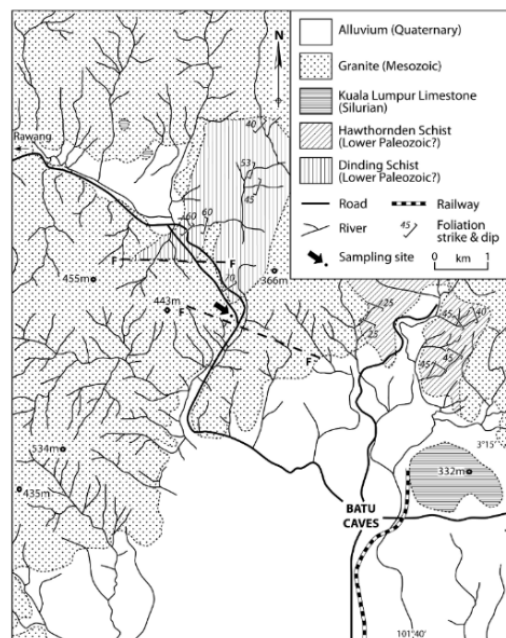 Alluvium (Quaternary)
Granite (Mesozoic)
Kuala Lumpur Limestone
(Silurian)
Hawthornden Schist
(Lower Paleozoic?)
Dinding Schist
(Lower Paleozoic?)
Road
Railway
River
45
Foliation
strike & dip
Sampling site
0 km 1
N
Rawang
40
53
45
60
60
70
F
F
455m
366m
443m
F
F
25
25
45
40
45
45
534m
435m
3°15'
332m
BATU
CAVES
101°40'